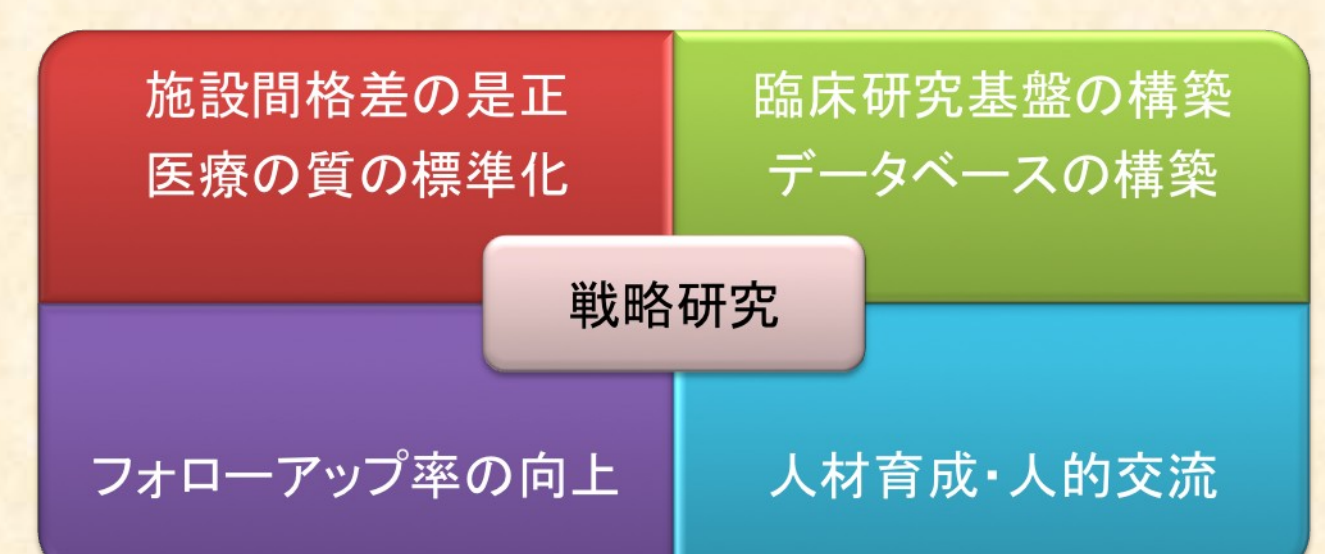 施設間格差の是正
医療の質の標準化
臨床研究基盤の構築
データベースの構築
戦略研究
フォローアップ率の向上
人材育成・人的交流